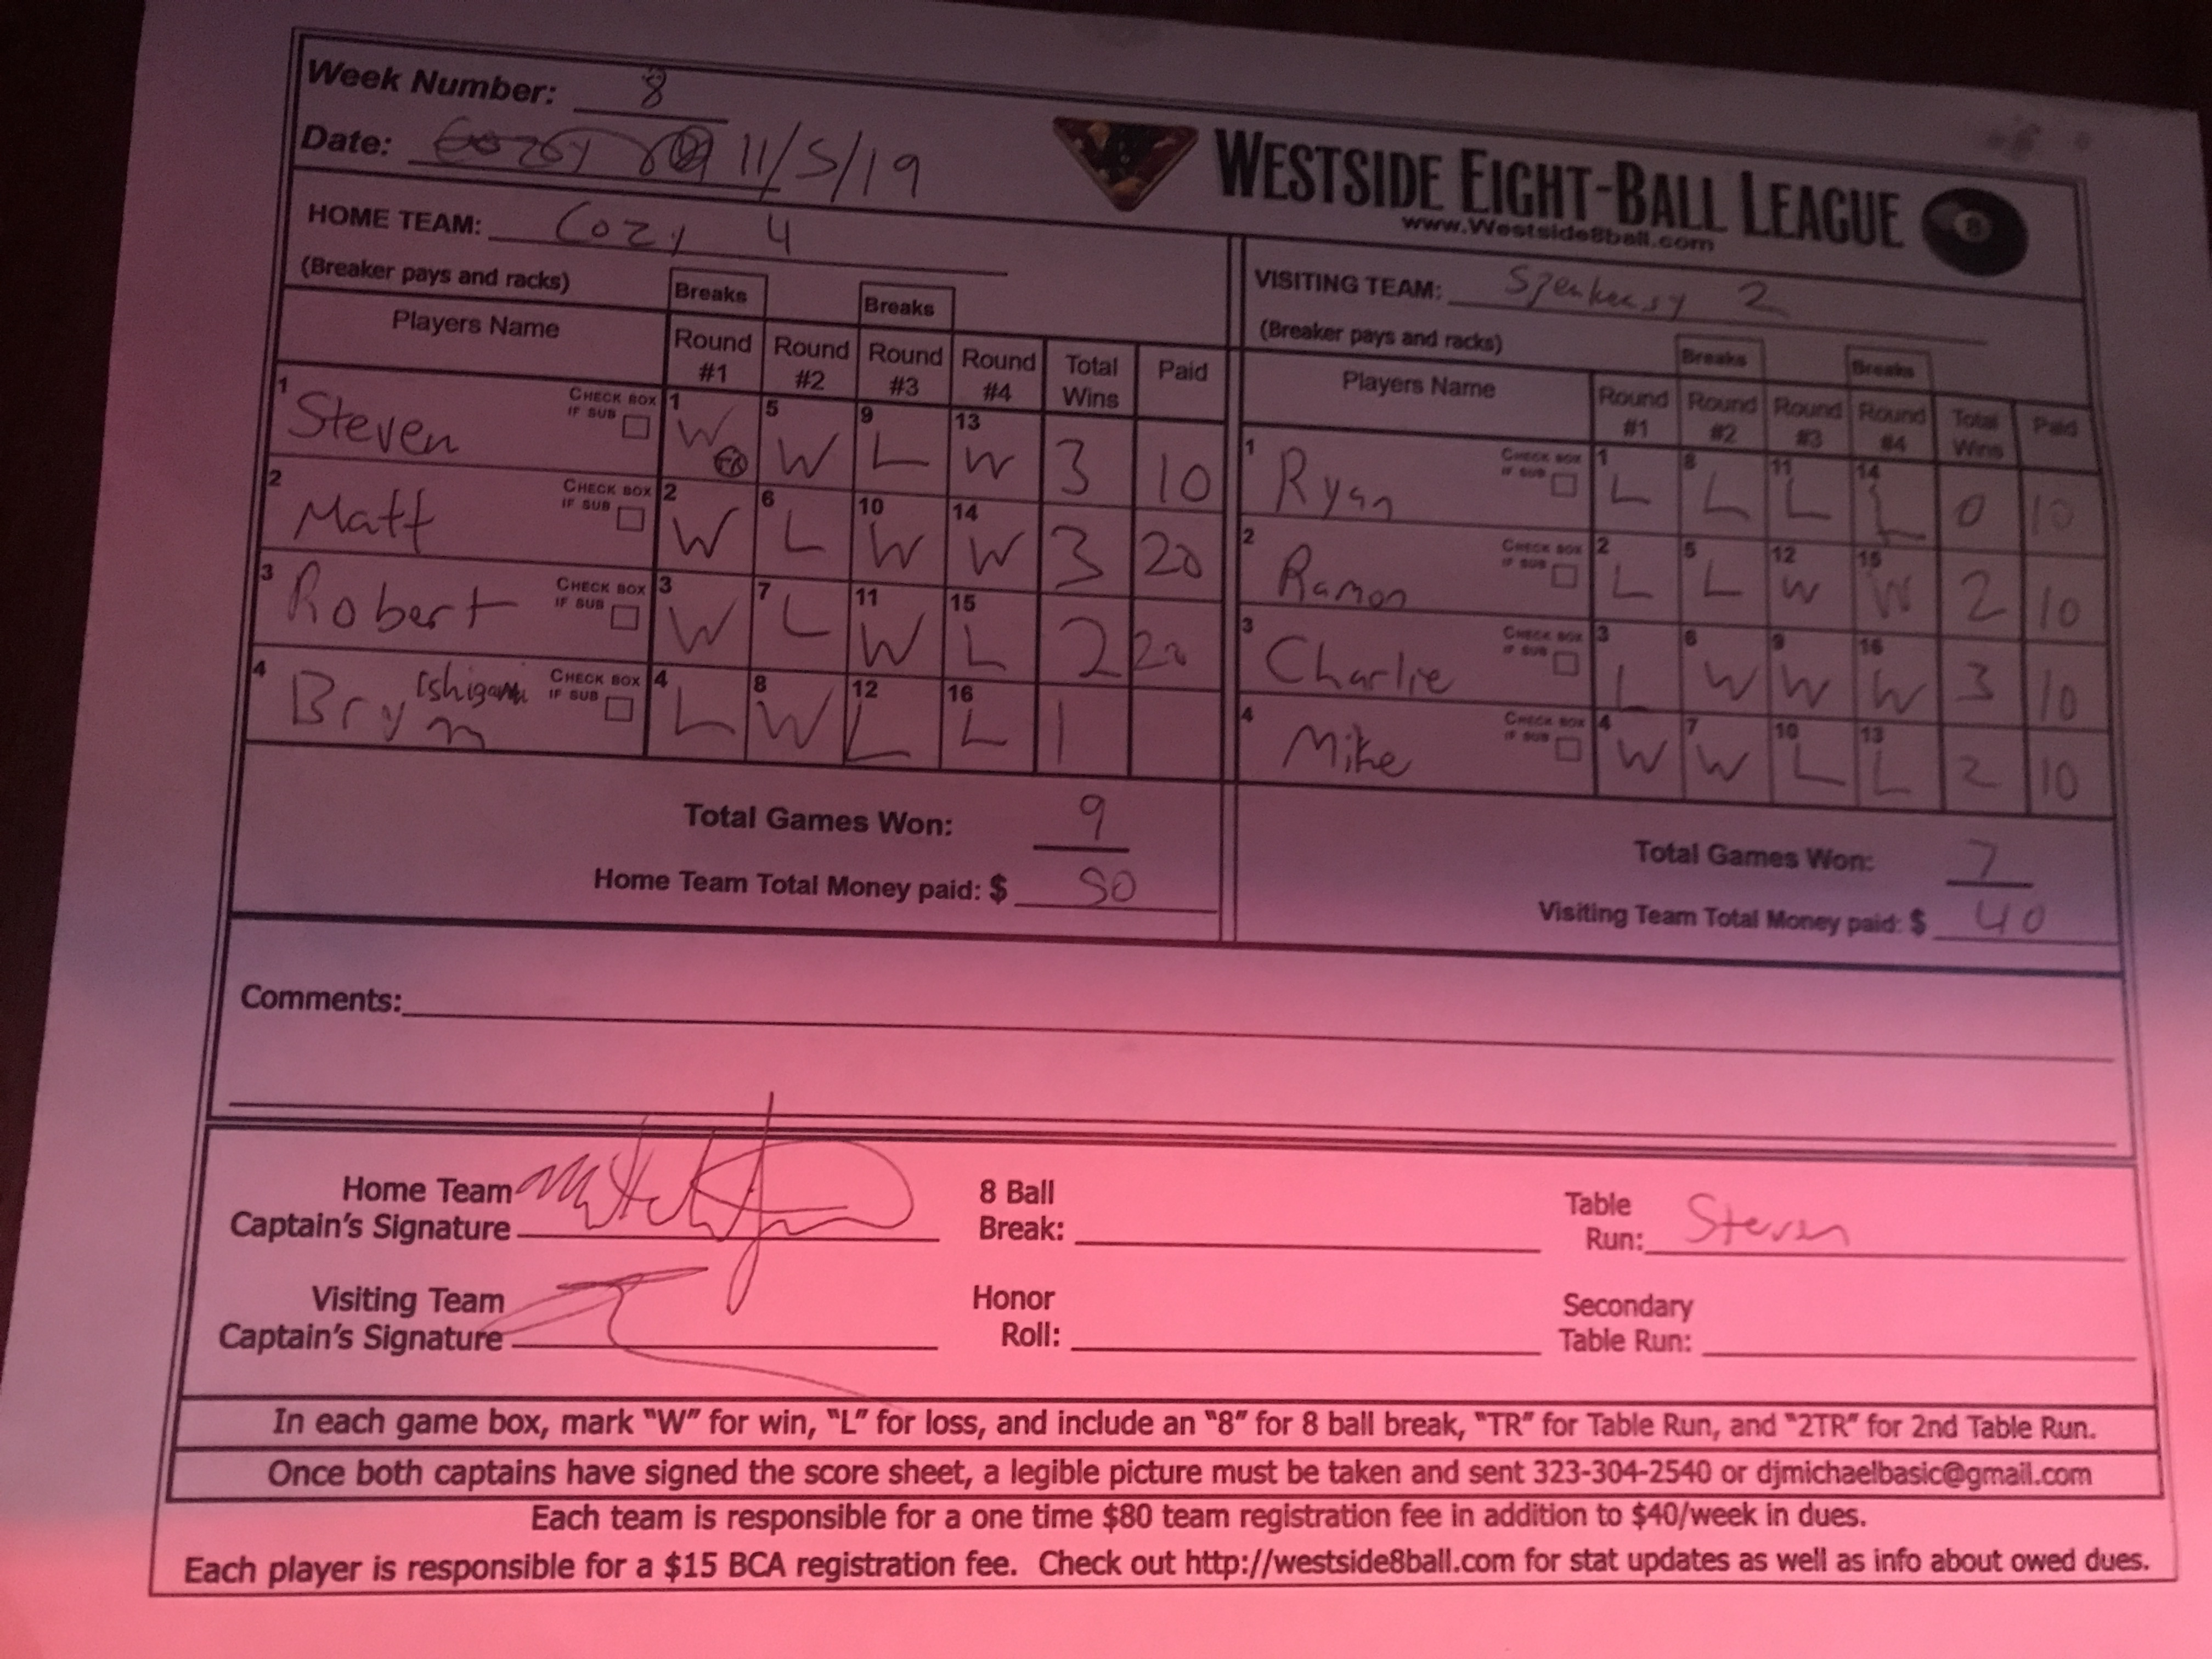 Week Number: 8
Date: 11/5/19
WESTSIDE EIGHT-BALL LEAGUE
www.Westside8ball.com
HOME TEAM: Cozy 4
(Breaker pays and racks)
Breaks Breaks
Players Name Round #1 Round #2 Round #3 Round #4 Total Wins Paid
1 Steven CHECK BOX IF SUB 1 W TR 5 W 9 L 13 W 3 10
2 Matt CHECK BOX IF SUB 2 W 6 L 10 W 14 W 3 20
3 Robert CHECK BOX IF SUB 3 W 7 L 11 W 15 L 2 20
4 Bryan CHECK BOX IF SUB 4 L 8 W 12 L 16 L 1
Total Games Won: 9
Home Team Total Money paid: $ 50
VISITING TEAM: Speakeasy 2
(Breaker pays and racks)
Breaks Breaks
Players Name Round #1 Round #2 Round #3 Round #4 Total Wins Paid
1 Ryan CHECK BOX IF SUB 1 L 8 L 11 L 14 L 0 10
2 Ramon CHECK BOX IF SUB 2 L 5 L 12 W 15 W 2 10
3 Charlie CHECK BOX IF SUB 3 L 6 W 9 W 16 W 3 10
4 Mike CHECK BOX IF SUB 4 W 7 W 10 L 13 L 2 10
Total Games Won: 7
Visiting Team Total Money paid: $ 40
Comments:
Home Team
Captain's Signature
8 Ball
Break:
Table
Run: Steven
Visiting Team
Captain's Signature
Honor
Roll:
Secondary
Table Run:
In each game box, mark "W" for win, "L" for loss, and include an "8" for 8 ball break, "TR" for Table Run, and "2TR" for 2nd Table Run.
Once both captains have signed the score sheet, a legible picture must be taken and sent 323-304-2540 or djmichaelbasic@gmail.com
Each team is responsible for a one time $80 team registration fee in addition to $40/week in dues.
Each player is responsible for a $15 BCA registration fee. Check out http://westside8ball.com for stat updates as well as info about owed dues.